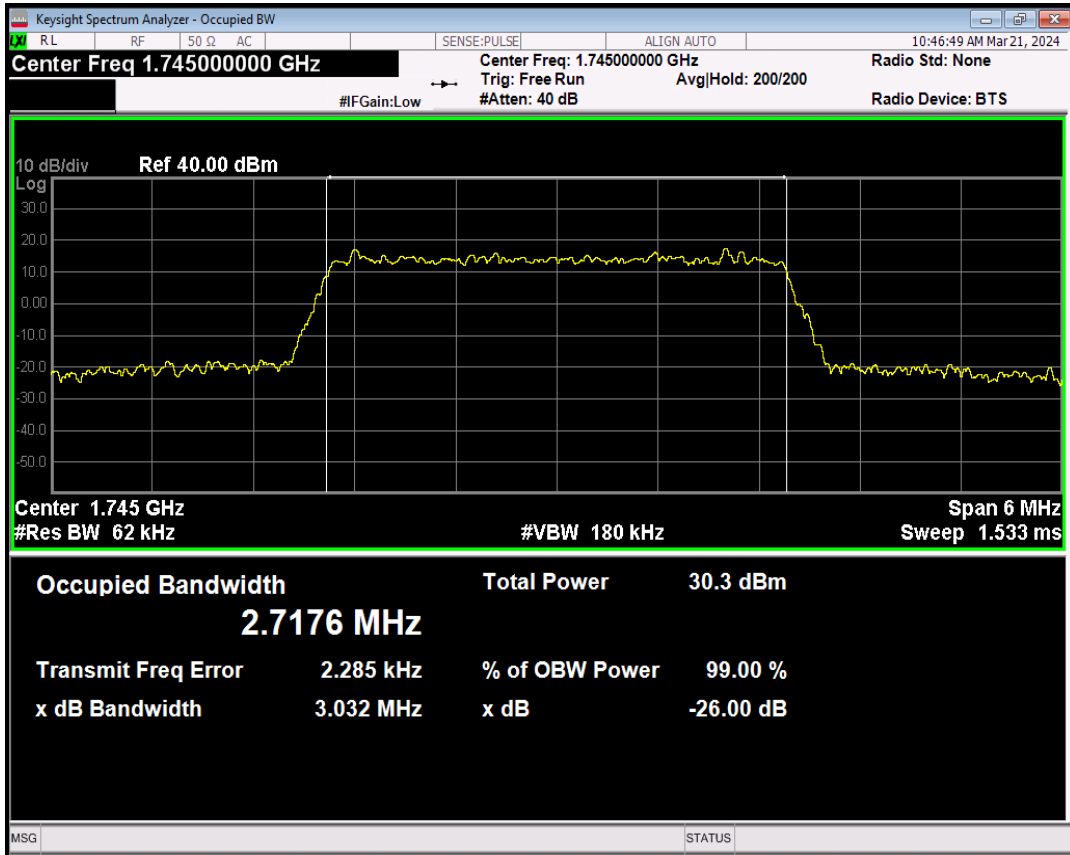 Keysight Spectrum Analyzer - Occupied BW
LXI RL RF 50 Ω AC SENSE:PULSE ALIGN AUTO 10:46:49 AM Mar 21, 2024
Center Freq 1.745000000 GHz
Center Freq: 1.745000000 GHz Radio Std: None
Trig: Free Run Avg|Hold: 200/200
#IFGain:Low #Atten: 40 dB Radio Device: BTS
10 dB/div Ref 40.00 dBm
Log
30.0
20.0
10.0
0.00
-10.0
-20.0
-30.0
-40.0
-50.0
Center 1.745 GHz Span 6 MHz
#Res BW 62 kHz #VBW 180 kHz Sweep 1.533 ms
Occupied Bandwidth Total Power 30.3 dBm
2.7176 MHz
Transmit Freq Error 2.285 kHz % of OBW Power 99.00 %
x dB Bandwidth 3.032 MHz x dB -26.00 dB
MSG STATUS